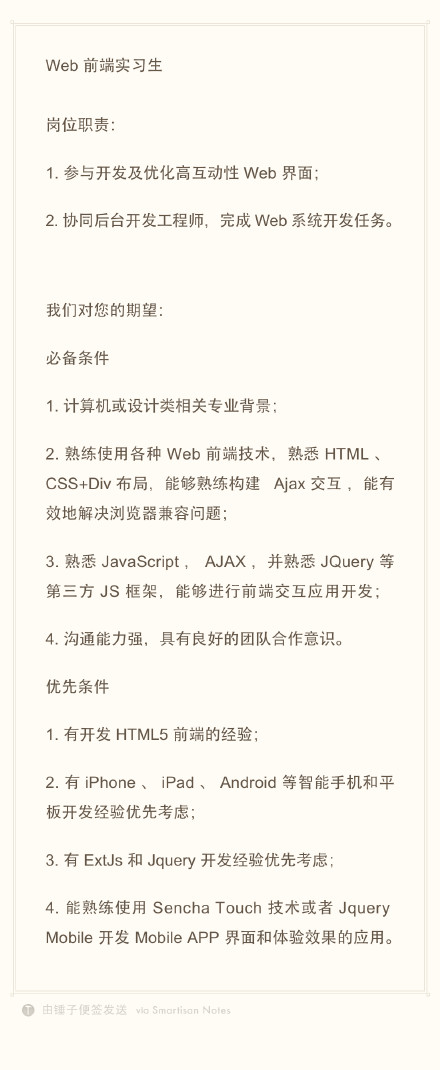 Web 前端实习生
岗位职责：
1. 参与开发及优化高互动性 Web 界面；
2. 协同后台开发工程师，完成 Web 系统开发任务。
我们对您的期望：
必备条件
1. 计算机或设计类相关专业背景；
2. 熟练使用各种 Web 前端技术，熟悉 HTML 、
CSS+Div 布局，能够熟练构建 Ajax 交互 ，能有
效地解决浏览器兼容问题；
3. 熟悉 JavaScript ， AJAX ，并熟悉 JQuery 等
第三方 JS 框架，能够进行前端交互应用开发；
4. 沟通能力强，具有良好的团队合作意识。
优先条件
1. 有开发 HTML5 前端的经验；
2. 有 iPhone 、 iPad 、 Android 等智能手机和平
板开发经验优先考虑；
3. 有 ExtJs 和 Jquery 开发经验优先考虑；
4. 能熟练使用 Sencha Touch 技术或者 Jquery
Mobile 开发 Mobile APP 界面和体验效果的应用。
由锤子便签发送 via Smartisan Notes